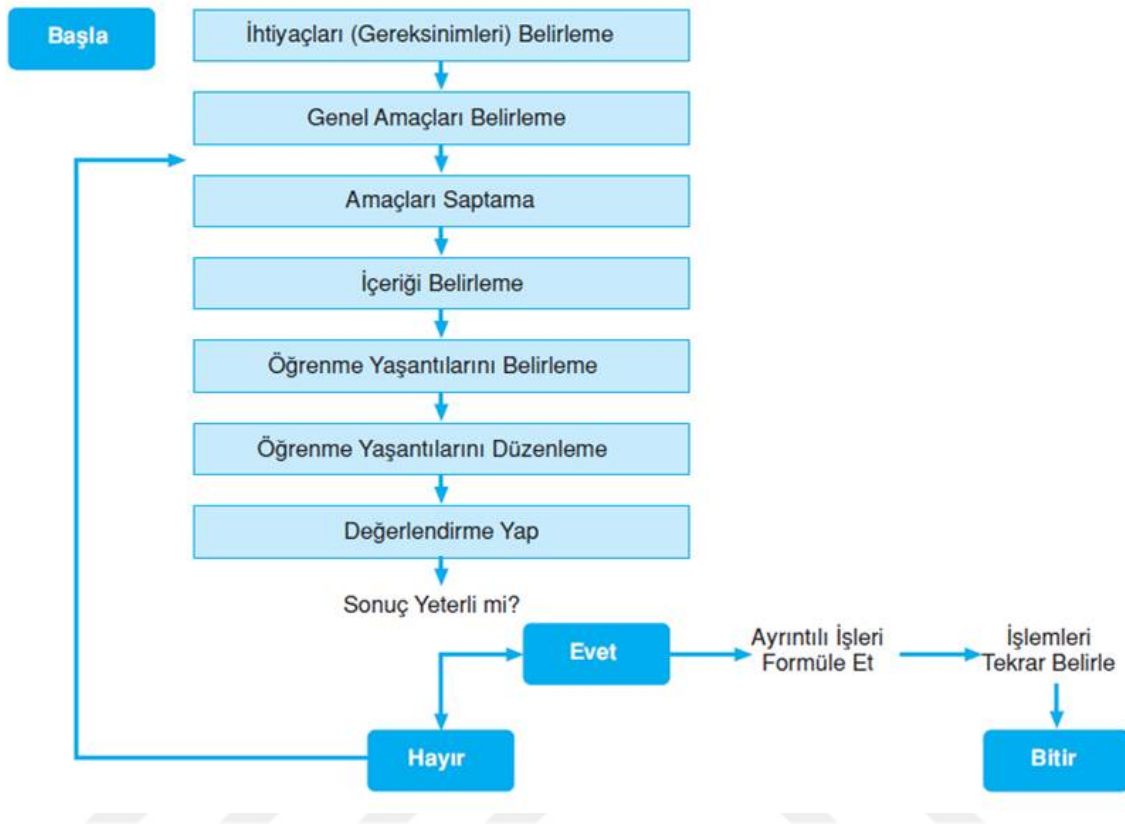 Başla
İhtiyaçları (Gereksinimleri) Belirleme
Genel Amaçları Belirleme
Amaçları Saptama
İçeriği Belirleme
Öğrenme Yaşantılarını Belirleme
Öğrenme Yaşantılarını Düzenleme
Değerlendirme Yap
Sonuç Yeterli mi?
Evet
Ayrıntılı İşleri
Formüle Et
İşlemleri
Tekrar Belirle
Hayır
Bitir